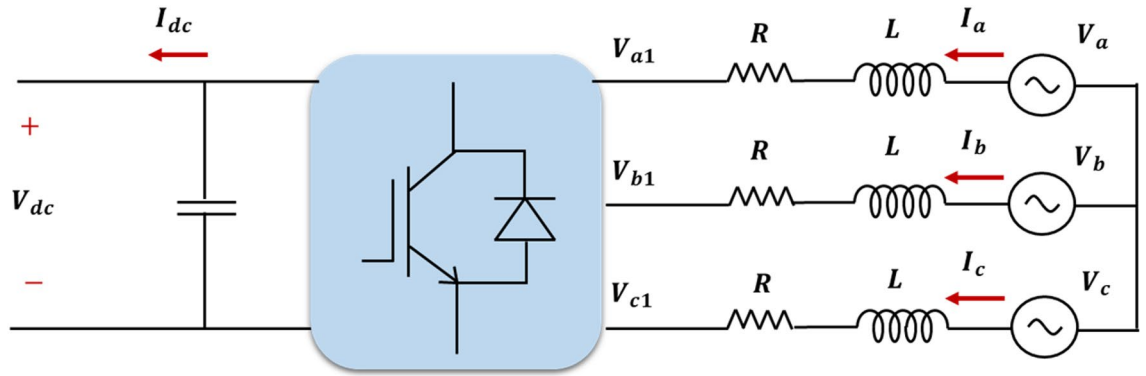 I_dc
V_dc
+
−
V_a1 R L I_a V_a
V_b1 R L I_b V_b
V_c1 R L I_c V_c